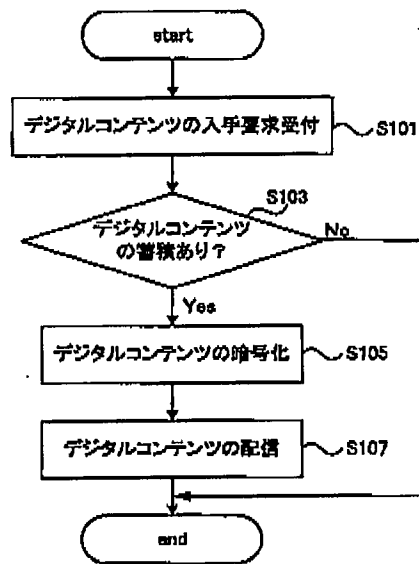 start
デジタルコンテンツの入手要求受付
S101
S103
デジタルコンテンツ
の蓄積あり？
No
Yes
デジタルコンテンツの暗号化
S105
デジタルコンテンツの配信
S107
end